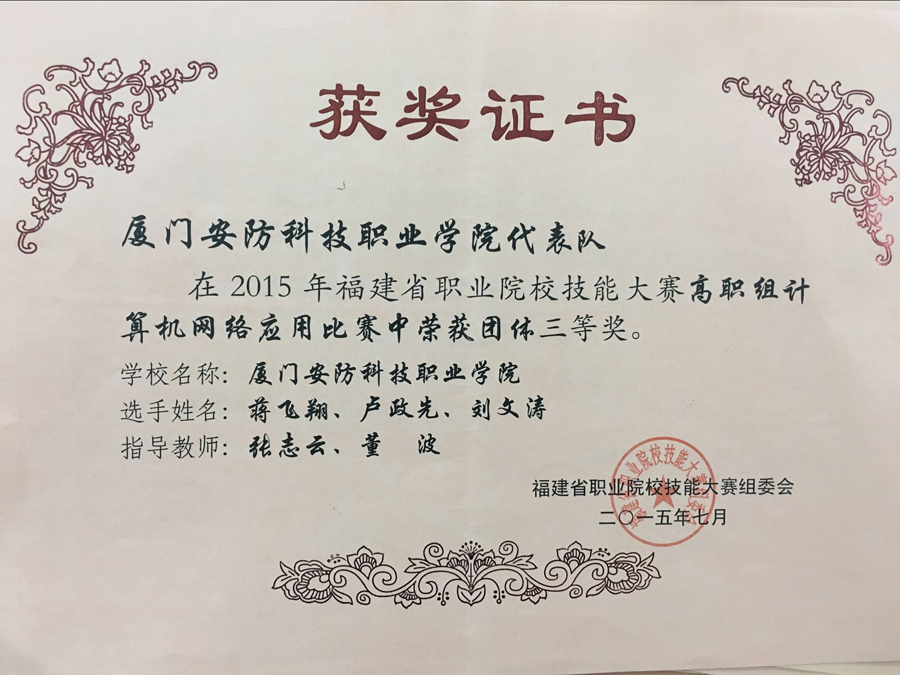 获奖证书
厦门安防科技职业学院代表队
在 2015 年福建省职业院校技能大赛高职组计
算机网络应用比赛中荣获团体三等奖。
学校名称：厦门安防科技职业学院
选手姓名：蒋飞翔、卢政先、刘文涛
指导教师：张志云、董 波
福建省职业院校技能大赛组委会
二〇一五年七月